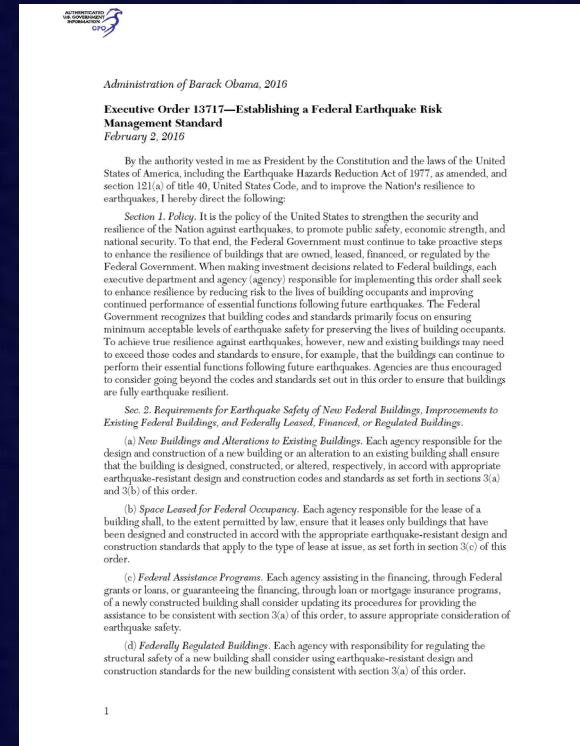 AUTHENTICATED
U.S. GOVERNMENT
INFORMATION
GPO
Administration of Barack Obama, 2016
Executive Order 13717—Establishing a Federal Earthquake Risk
Management Standard
February 2, 2016
By the authority vested in me as President by the Constitution and the laws of the United
States of America, including the Earthquake Hazards Reduction Act of 1977, as amended, and
section 121(a) of title 40, United States Code, and to improve the Nation's resilience to
earthquakes, I hereby direct the following:
Section 1. Policy. It is the policy of the United States to strengthen the security and
resilience of the Nation against earthquakes, to promote public safety, economic strength, and
national security. To that end, the Federal Government must continue to take proactive steps
to enhance the resilience of buildings that are owned, leased, financed, or regulated by the
Federal Government. When making investment decisions related to Federal buildings, each
executive department and agency (agency) responsible for implementing this order shall seek
to enhance resilience by reducing risk to the lives of building occupants and improving
continued performance of essential functions following future earthquakes. The Federal
Government recognizes that building codes and standards primarily focus on ensuring
minimum acceptable levels of earthquake safety for preserving the lives of building occupants.
To achieve true resilience against earthquakes, however, new and existing buildings may need
to exceed those codes and standards to ensure, for example, that the buildings can continue to
perform their essential functions following future earthquakes. Agencies are thus encouraged
to consider going beyond the codes and standards set out in this order to ensure that buildings
are fully earthquake resilient.
Sec. 2. Requirements for Earthquake Safety of New Federal Buildings, Improvements to
Existing Federal Buildings, and Federally Leased, Financed, or Regulated Buildings.
(a) New Buildings and Alterations to Existing Buildings. Each agency responsible for the
design and construction of a new building or an alteration to an existing building shall ensure
that the building is designed, constructed, or altered, respectively, in accord with appropriate
earthquake-resistant design and construction codes and standards as set forth in sections 3(a)
and 3(b) of this order.
(b) Space Leased for Federal Occupancy. Each agency responsible for the lease of a
building shall, to the extent permitted by law, ensure that it leases only buildings that have
been designed and constructed in accord with the appropriate earthquake-resistant design and
construction standards that apply to the type of lease at issue, as set forth in section 3(c) of this
order.
(c) Federal Assistance Programs. Each agency assisting in the financing, through Federal
grants or loans, or guaranteeing the financing, through loan or mortgage insurance programs,
of a newly constructed building shall consider updating its procedures for providing the
assistance to be consistent with section 3(a) of this order, to assure appropriate consideration of
earthquake safety.
(d) Federally Regulated Buildings. Each agency with responsibility for regulating the
structural safety of a new building shall consider using earthquake-resistant design and
construction standards for the new building consistent with section 3(a) of this order.
1